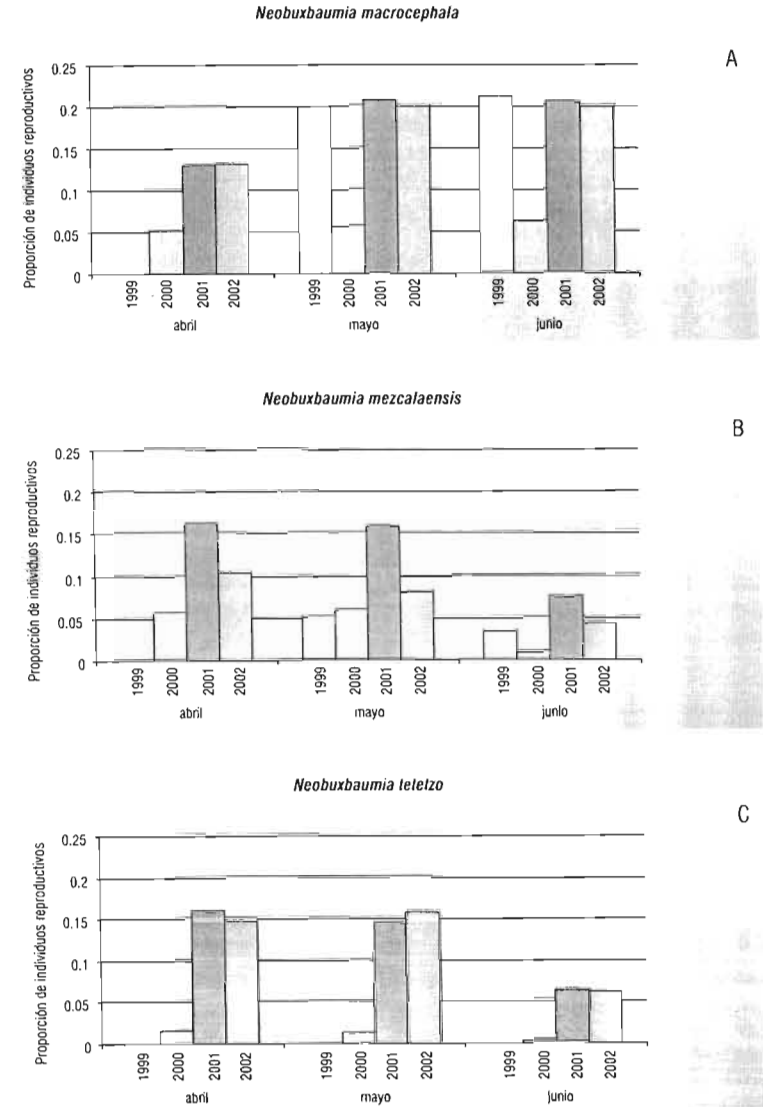 Neobuxbaumia macrocephala
A
Proporción de individuos reproductivos
0.25
0.2
0.15
0.1
0.05
0
1999 2000 2001 2002 1999 2000 2001 2002 1999 2000 2001 2002
abril mayo junio
Neobuxbaumia mezcalaensis
B
Proporción de individuos reproductivos
0.25
0.2
0.15
0.1
0.05
0
1999 2000 2001 2002 1999 2000 2001 2002 1999 2000 2001 2002
abril mayo junio
Neobuxbaumia tetetzo
C
Proporción de individuos reproductivos
0.25
0.2
0.15
0.1
0.05
0
1999 2000 2001 2002 1999 2000 2001 2002 1999 2000 2001 2002
abril mayo junio